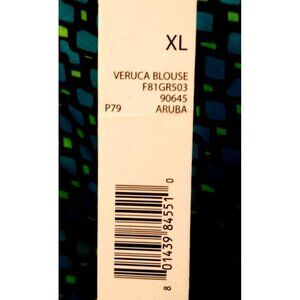 XL
VERUCA BLOUSE
F81GR503
90645
P79 ARUBA
8 01439 84551 0